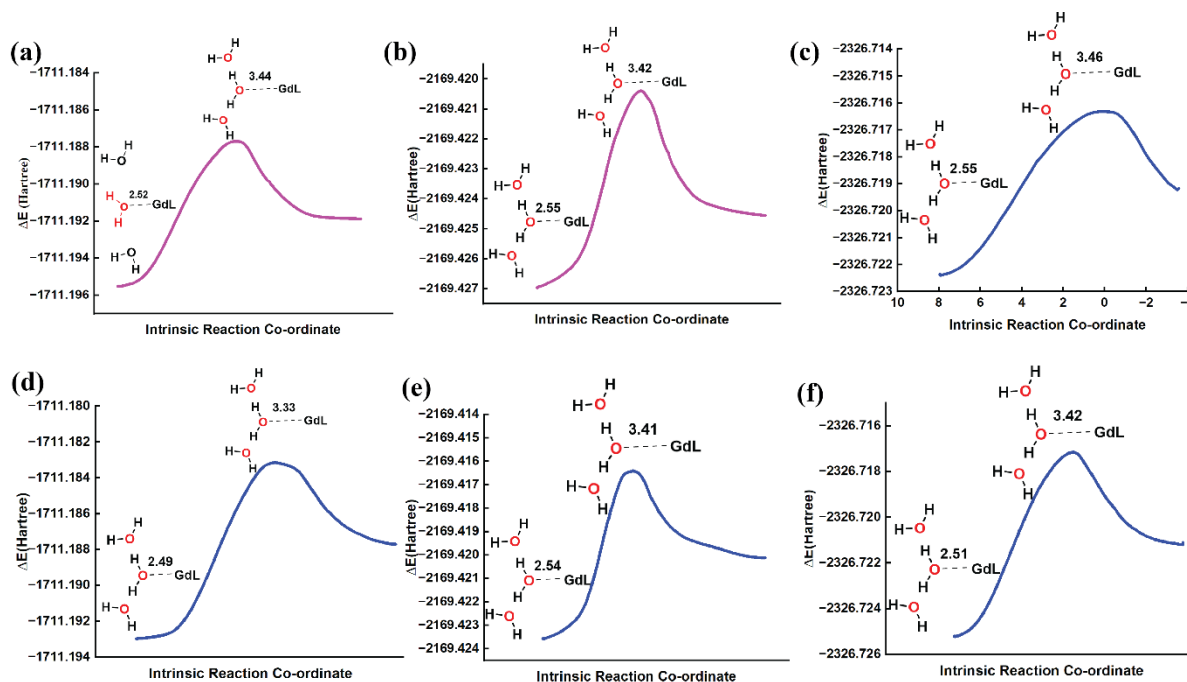 (a)
ΔE (Hartree)
−1711.184
−1711.186
−1711.188
−1711.190
−1711.192
−1711.194
−1711.196
H
H–O
H
O 3.44 GdL
H
O
H
H
H–O
H–O 2.52 GdL
H
H–O
H
Intrinsic Reaction Co-ordinate
(b)
ΔE(Hartree)
−2169.420
−2169.421
−2169.422
−2169.423
−2169.424
−2169.425
−2169.426
−2169.427
H
H–O
H 3.42
O GdL
H
H–O
H
H
H–O
H 2.55
O GdL
H
H–O
H
Intrinsic Reaction Co-ordinate
(c)
ΔE(Hartree)
−2326.714
−2326.715
−2326.716
−2326.717
−2326.718
−2326.719
−2326.720
−2326.721
−2326.722
−2326.723
10 8 6 4 2 0 −2
H
H–O
H 3.46
O GdL
H
H–O
H
H
H–O
H 2.55
O GdL
H
H–O
H
Intrinsic Reaction Co-ordinate
(d)
ΔE(Hartree)
−1711.180
−1711.182
−1711.184
−1711.186
−1711.188
−1711.190
−1711.192
−1711.194
H
H–O
H 3.33
O GdL
H
H–O
H
H
H–O
H 2.49
O GdL
H
H–O
H
Intrinsic Reaction Co-ordinate
(e)
ΔE(Hartree)
−2169.414
−2169.415
−2169.416
−2169.417
−2169.418
−2169.419
−2169.420
−2169.421
−2169.422
−2169.423
−2169.424
H
H–O
H 3.41
O GdL
H
H–O
H
H
H–O
H 2.54
O GdL
H
H–O
H
Intrinsic Reaction Co-ordinate
(f)
ΔE(Hartree)
−2326.716
−2326.718
−2326.720
−2326.722
−2326.724
−2326.726
H
H–O
H 3.42
O GdL
H
H–O
H
H
H–O
H 2.51
O GdL
H
H–O
H
Intrinsic Reaction Co-ordinate